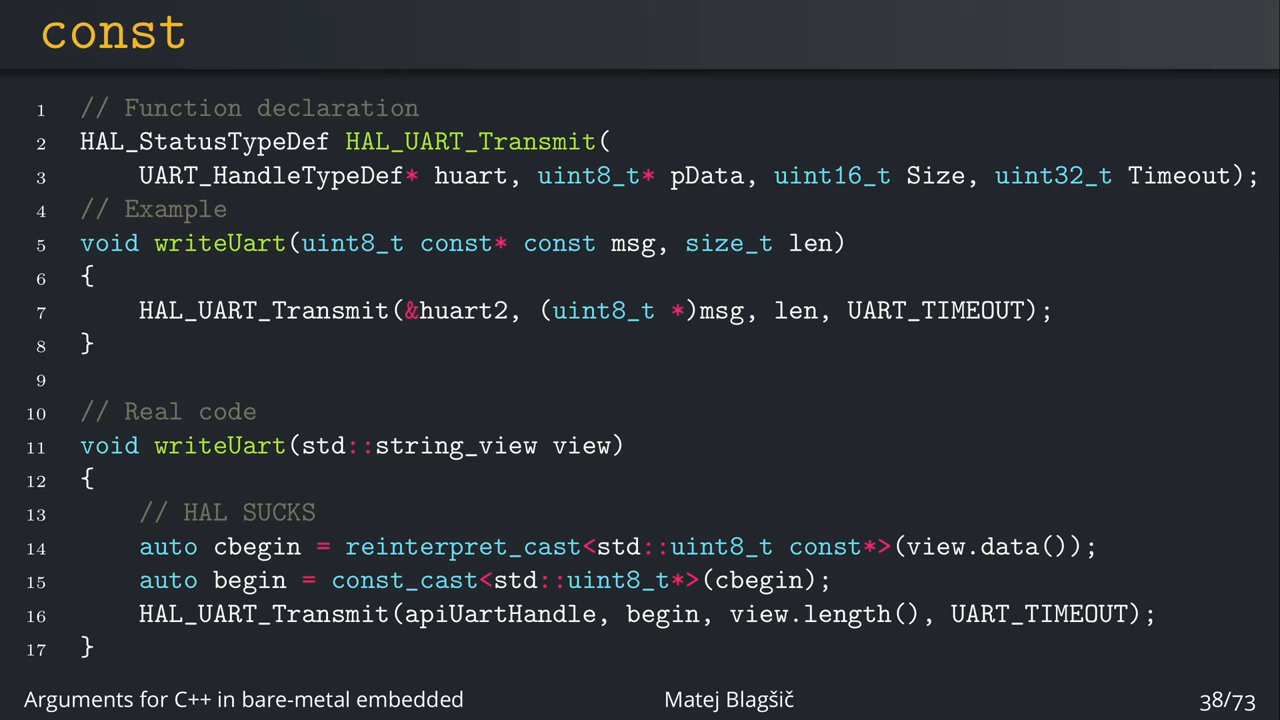 const
1 // Function declaration
2 HAL_StatusTypeDef HAL_UART_Transmit(
3 UART_HandleTypeDef* huart, uint8_t* pData, uint16_t Size, uint32_t Timeout);
4 // Example
5 void writeUart(uint8_t const* const msg, size_t len)
6 {
7 HAL_UART_Transmit(&huart2, (uint8_t *)msg, len, UART_TIMEOUT);
8 }
9
10 // Real code
11 void writeUart(std::string_view view)
12 {
13 // HAL SUCKS
14 auto cbegin = reinterpret_cast<std::uint8_t const*>(view.data());
15 auto begin = const_cast<std::uint8_t*>(cbegin);
16 HAL_UART_Transmit(apiUartHandle, begin, view.length(), UART_TIMEOUT);
17 }
Arguments for C++ in bare-metal embedded Matej Blagšič 38/73